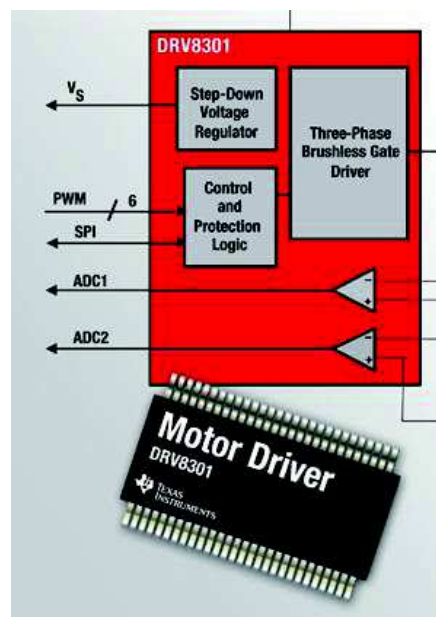 DRV8301
VS
Step-Down
Voltage
Regulator
Three-Phase
Brushless Gate
Driver
PWM
6
Control
and
Protection
Logic
SPI
ADC1
ADC2
Motor Driver
DRV8301
TEXAS
INSTRUMENTS